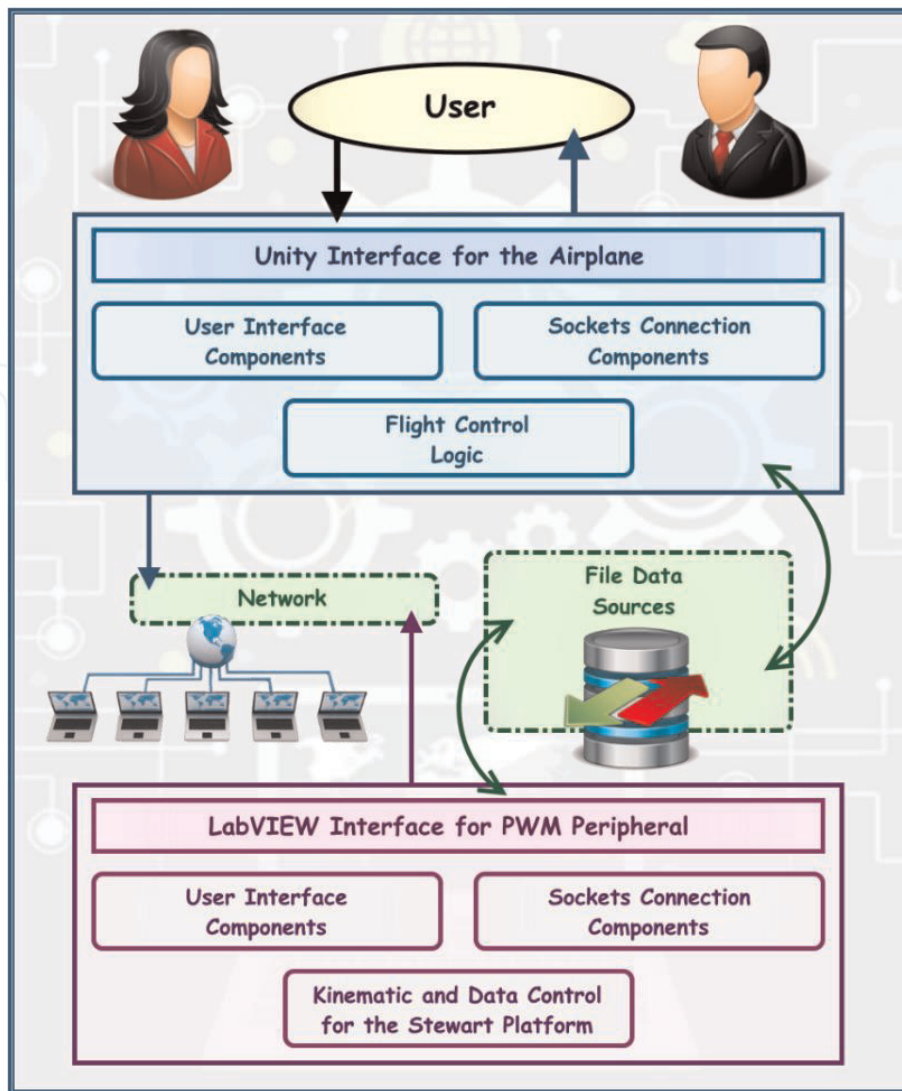 User
Unity Interface for the Airplane
User Interface
Components
Sockets Connection
Components
Flight Control
Logic
Network
File Data
Sources
LabVIEW Interface for PWM Peripheral
User Interface
Components
Sockets Connection
Components
Kinematic and Data Control
for the Stewart Platform